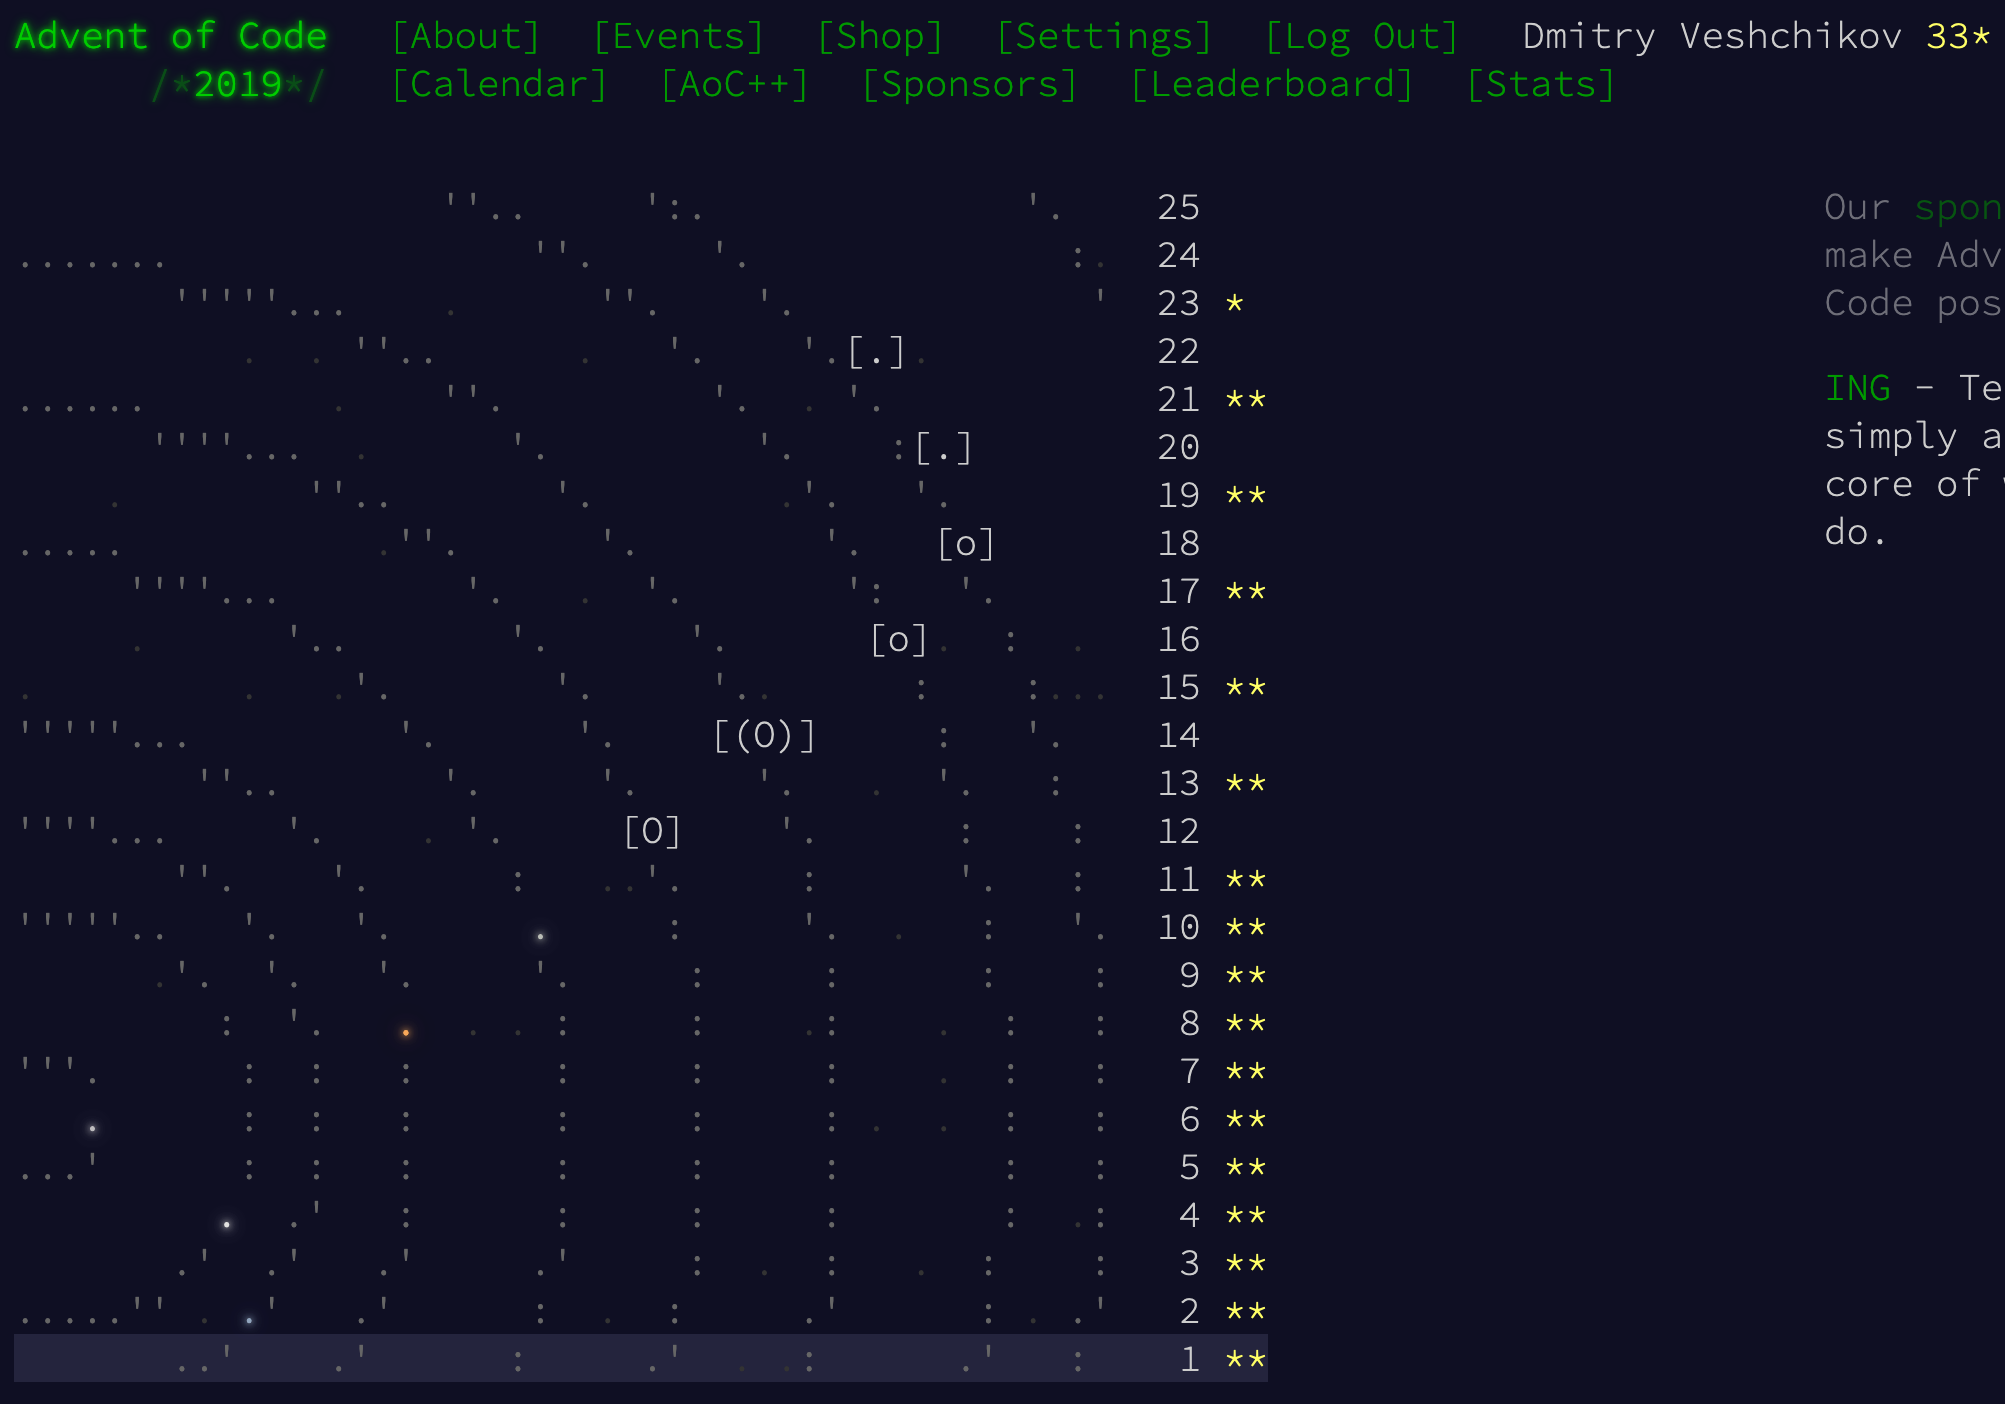 Advent of Code [About] [Events] [Shop] [Settings] [Log Out] Dmitry Veshchikov 33*
/*2019*/ [Calendar] [AoC++] [Sponsors] [Leaderboard] [Stats]
25
24
23 *
[.] 22
21 **
[.] 20
19 **
[o] 18
17 **
[o] 16
15 **
[(O)] 14
13 **
[O] 12
11 **
10 **
9 **
8 **
7 **
6 **
5 **
4 **
3 **
2 **
1 **
Our spon
make Adv
Code pos
ING - Te
simply a
core of
do.